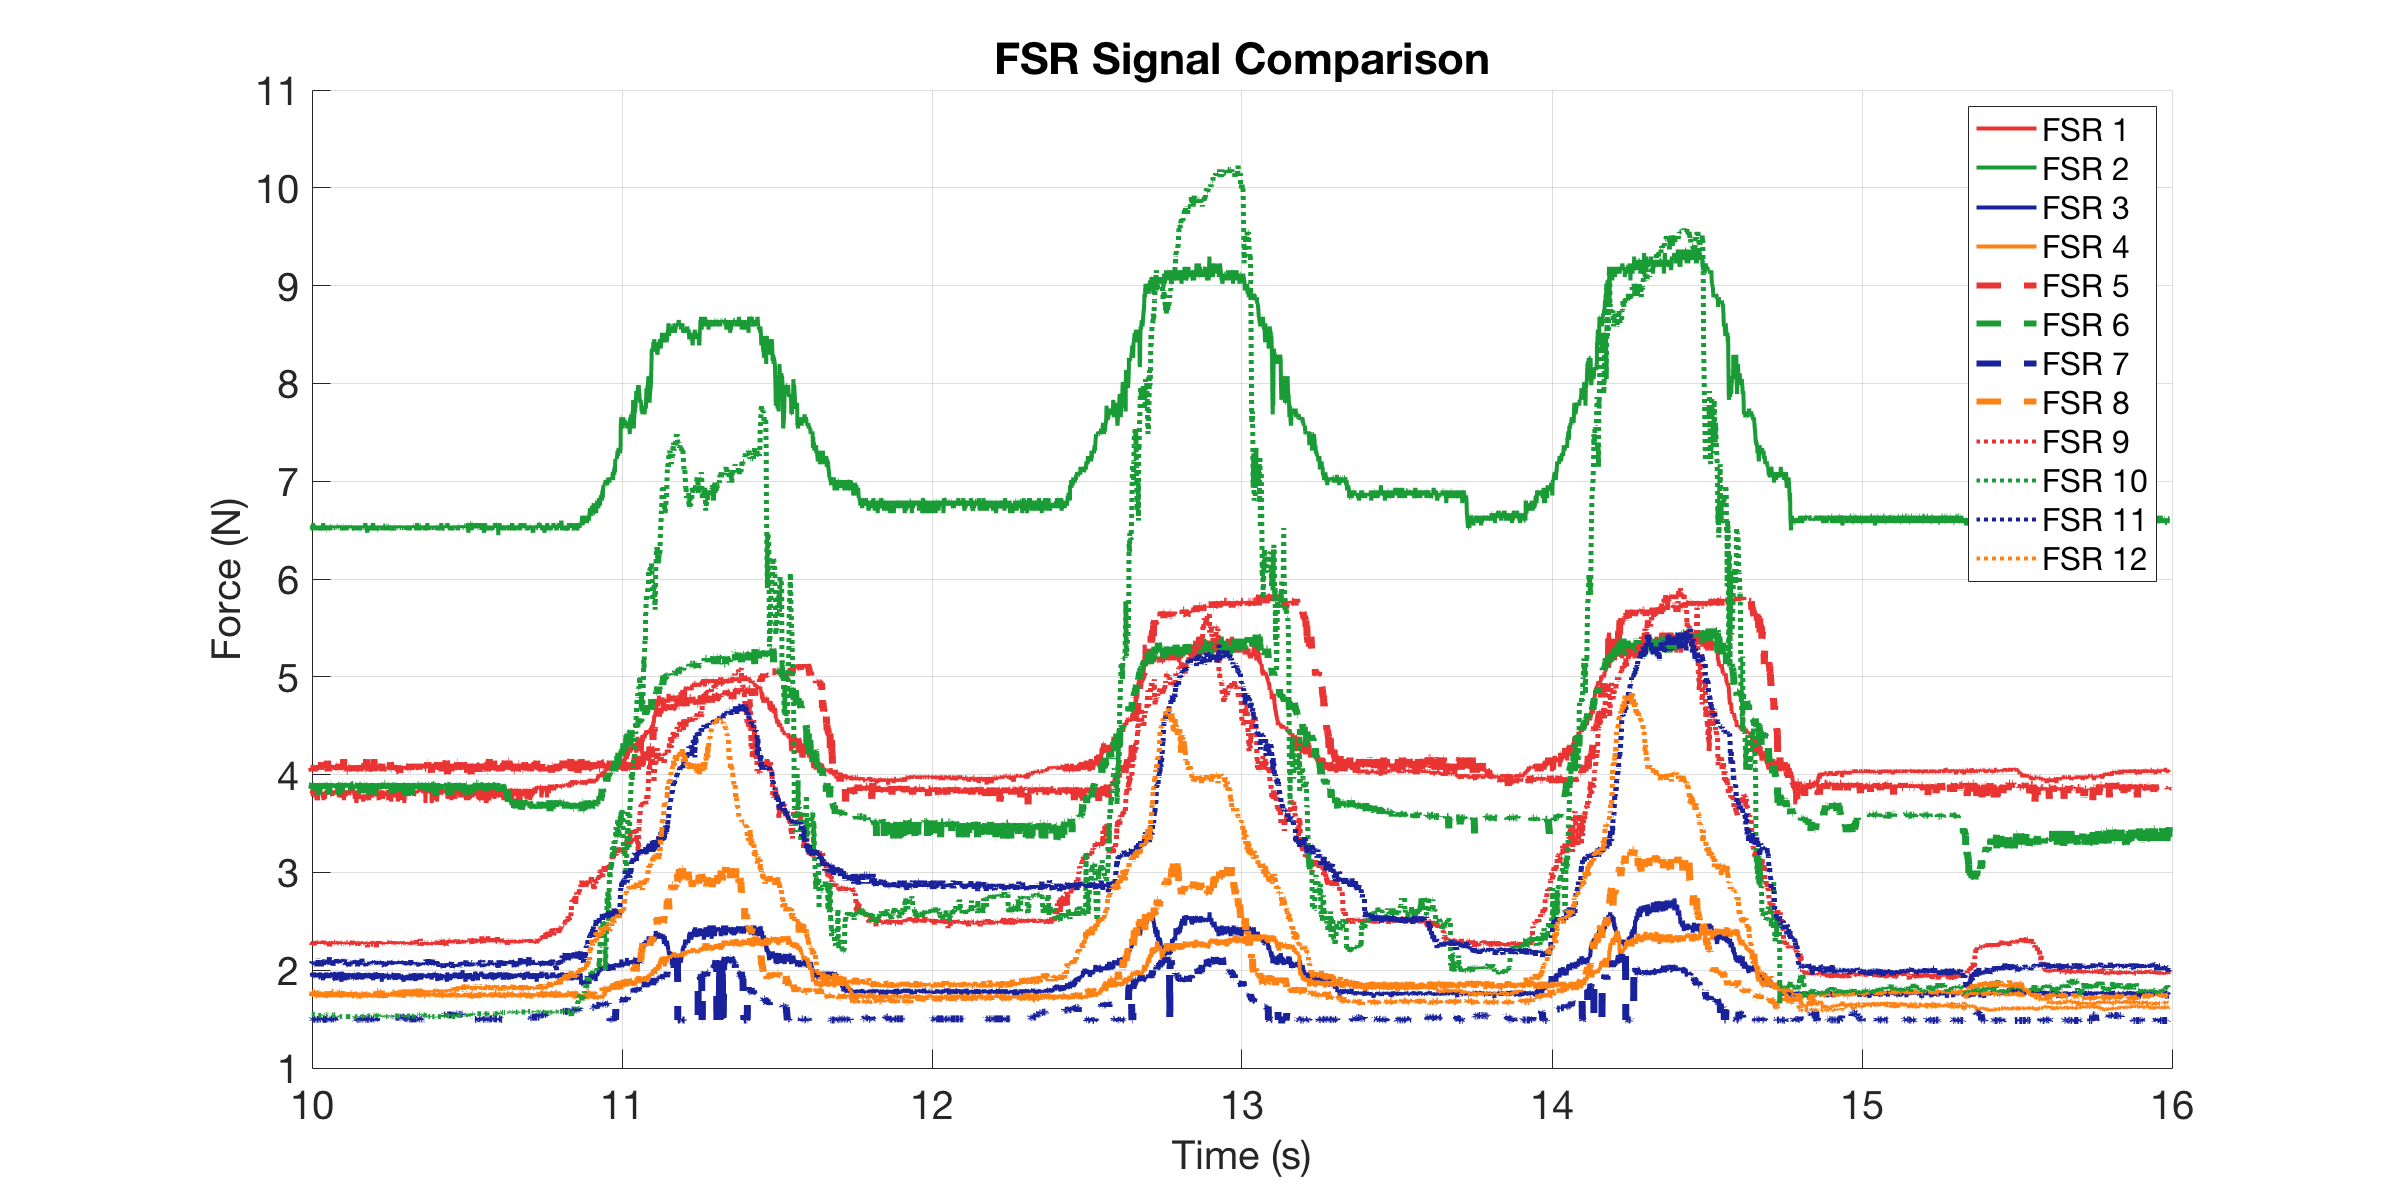 FSR Signal Comparison
11
10
9
8
7
6
5
4
3
2
1
Force (N)
FSR 1
FSR 2
FSR 3
FSR 4
FSR 5
FSR 6
FSR 7
FSR 8
FSR 9
FSR 10
FSR 11
FSR 12
10 11 12 13 14 15 16
Time (s)